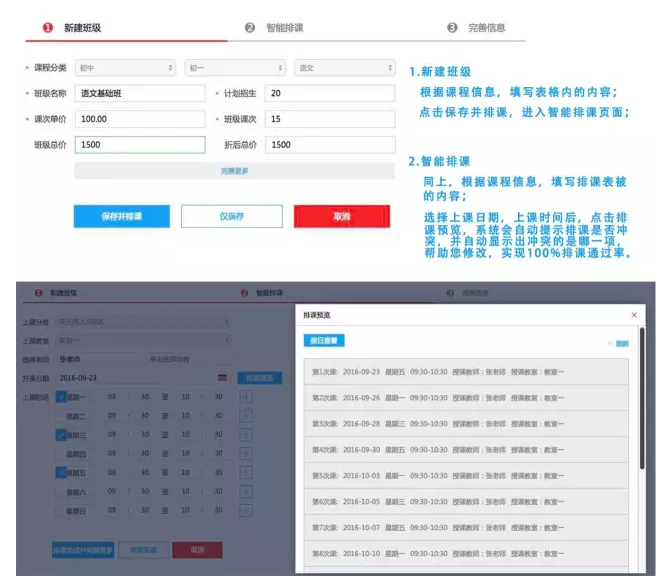 1 新建班级
2 智能排课
3 完善信息
* 课程分类 初中 初一 语文
* 班级名称 语文基础班 * 计划招生 20
* 课次单价 100.00 * 班级课次 15
班级总价 1500 折后总价 1500
完善更多
保存并排课 仅保存 取消
1.新建班级
根据课程信息，填写表格内的内容；
点击保存并排课，进入智能排课页面；
2.智能排课
同上，根据课程信息，填写排课表被
的内容；
选择上课日期，上课时间后，点击排
课预览，系统会自动提示排课是否冲
突，并自动显示出冲突的是哪一项，
帮助您修改，实现100%排课通过率。
1 新建班级
2 智能排课
3 完善信息
上课分校
上课教室 教室一
选择老师 张老师
开课日期 2016-09-23 排课预览
上课时间 星期一 09 : 30 至 10 : 30 +
星期二 09 : 30 至 10 : 30 +
星期三 09 : 30 至 10 : 30 +
星期四 09 : 30 至 10 : 30 +
星期五 09 : 30 至 10 : 30 +
星期六 09 : 30 至 10 : 30 +
星期日 09 : 30 至 10 : 30 +
排课完成并完善更多 排课完成 取消
排课预览 ×
按日查看 刷新
第1次课: 2016-09-23 星期五 09:30-10:30 授课教师：张老师 授课教室：教室一
第2次课: 2016-09-26 星期一 09:30-10:30 授课教师：张老师 授课教室：教室一
第3次课: 2016-09-28 星期三 09:30-10:30 授课教师：张老师 授课教室：教室一
第4次课: 2016-09-30 星期五 09:30-10:30 授课教师：张老师 授课教室：教室一
第5次课: 2016-10-03 星期一 09:30-10:30 授课教师：张老师 授课教室：教室一
第6次课: 2016-10-05 星期三 09:30-10:30 授课教师：张老师 授课教室：教室一
第7次课: 2016-10-07 星期五 09:30-10:30 授课教师：张老师 授课教室：教室一
第8次课: 2016-10-10 星期一 09:30-10:30 授课教师：张老师 授课教室：教室一